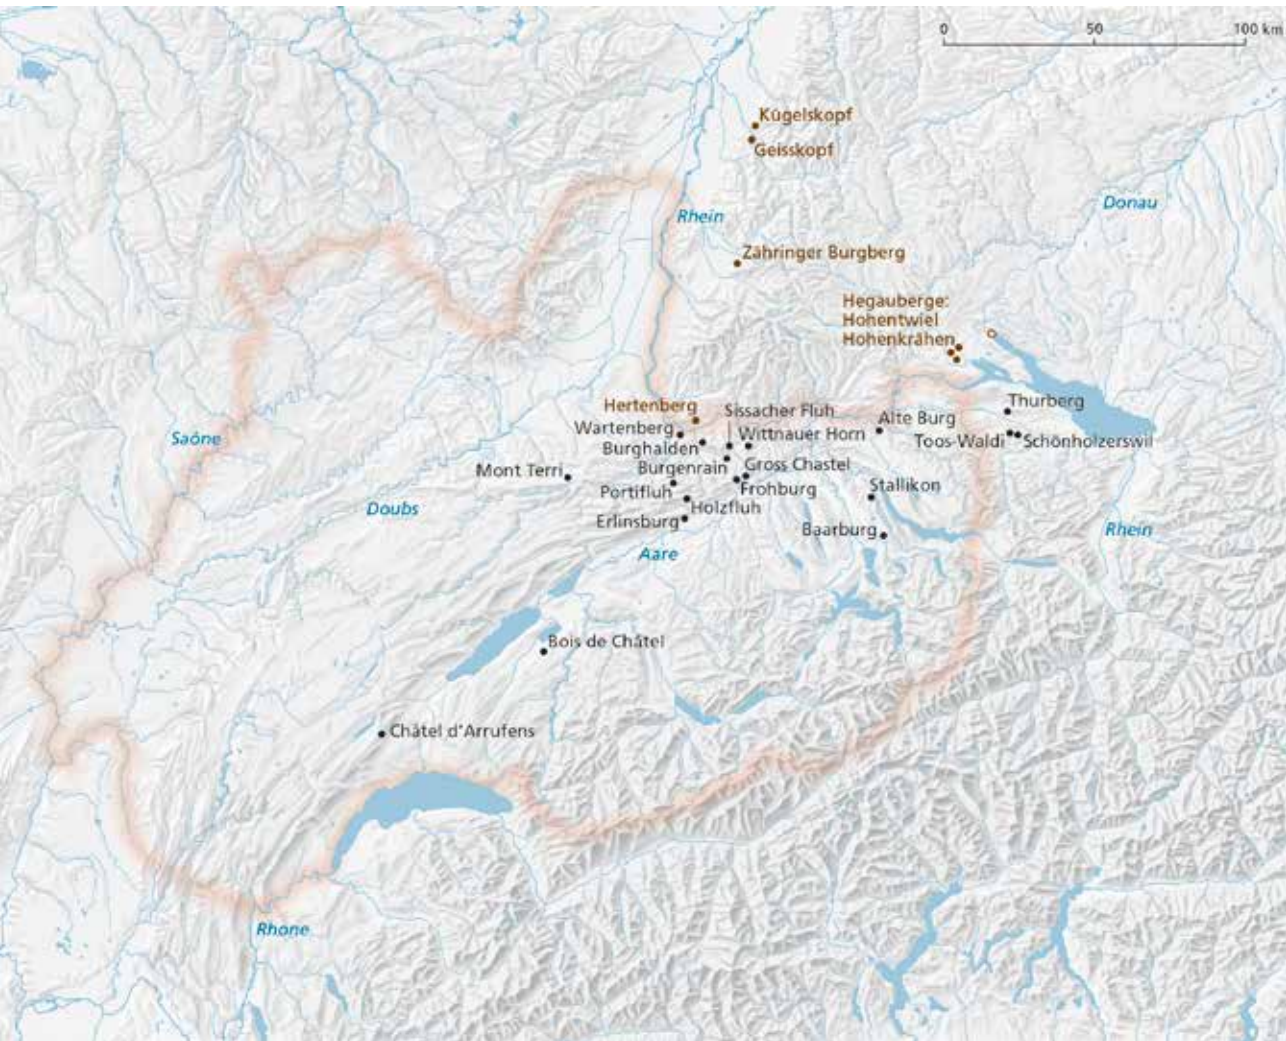 0 50 100 km
Kügelskopf
Geisskopf
Donau
Rhein
Zähringer Burgberg
Hegauberge:
Hohentwiel
Hohenkrähen
Hertenberg
Sissacher Fluh
Thurberg
Alte Burg
Wartenberg
Wittnauer Horn
Saône
Toos-Waldi
Schönholzerswil
Burghalden
Burgenrain
Gross Chastel
Mont Terri
Frohburg
Stallikon
Portifluh
Holzfluh
Doubs
Erlinsburg
Baarburg
Rhein
Aare
Bois de Châtel
Châtel d'Arrufens
Rhone